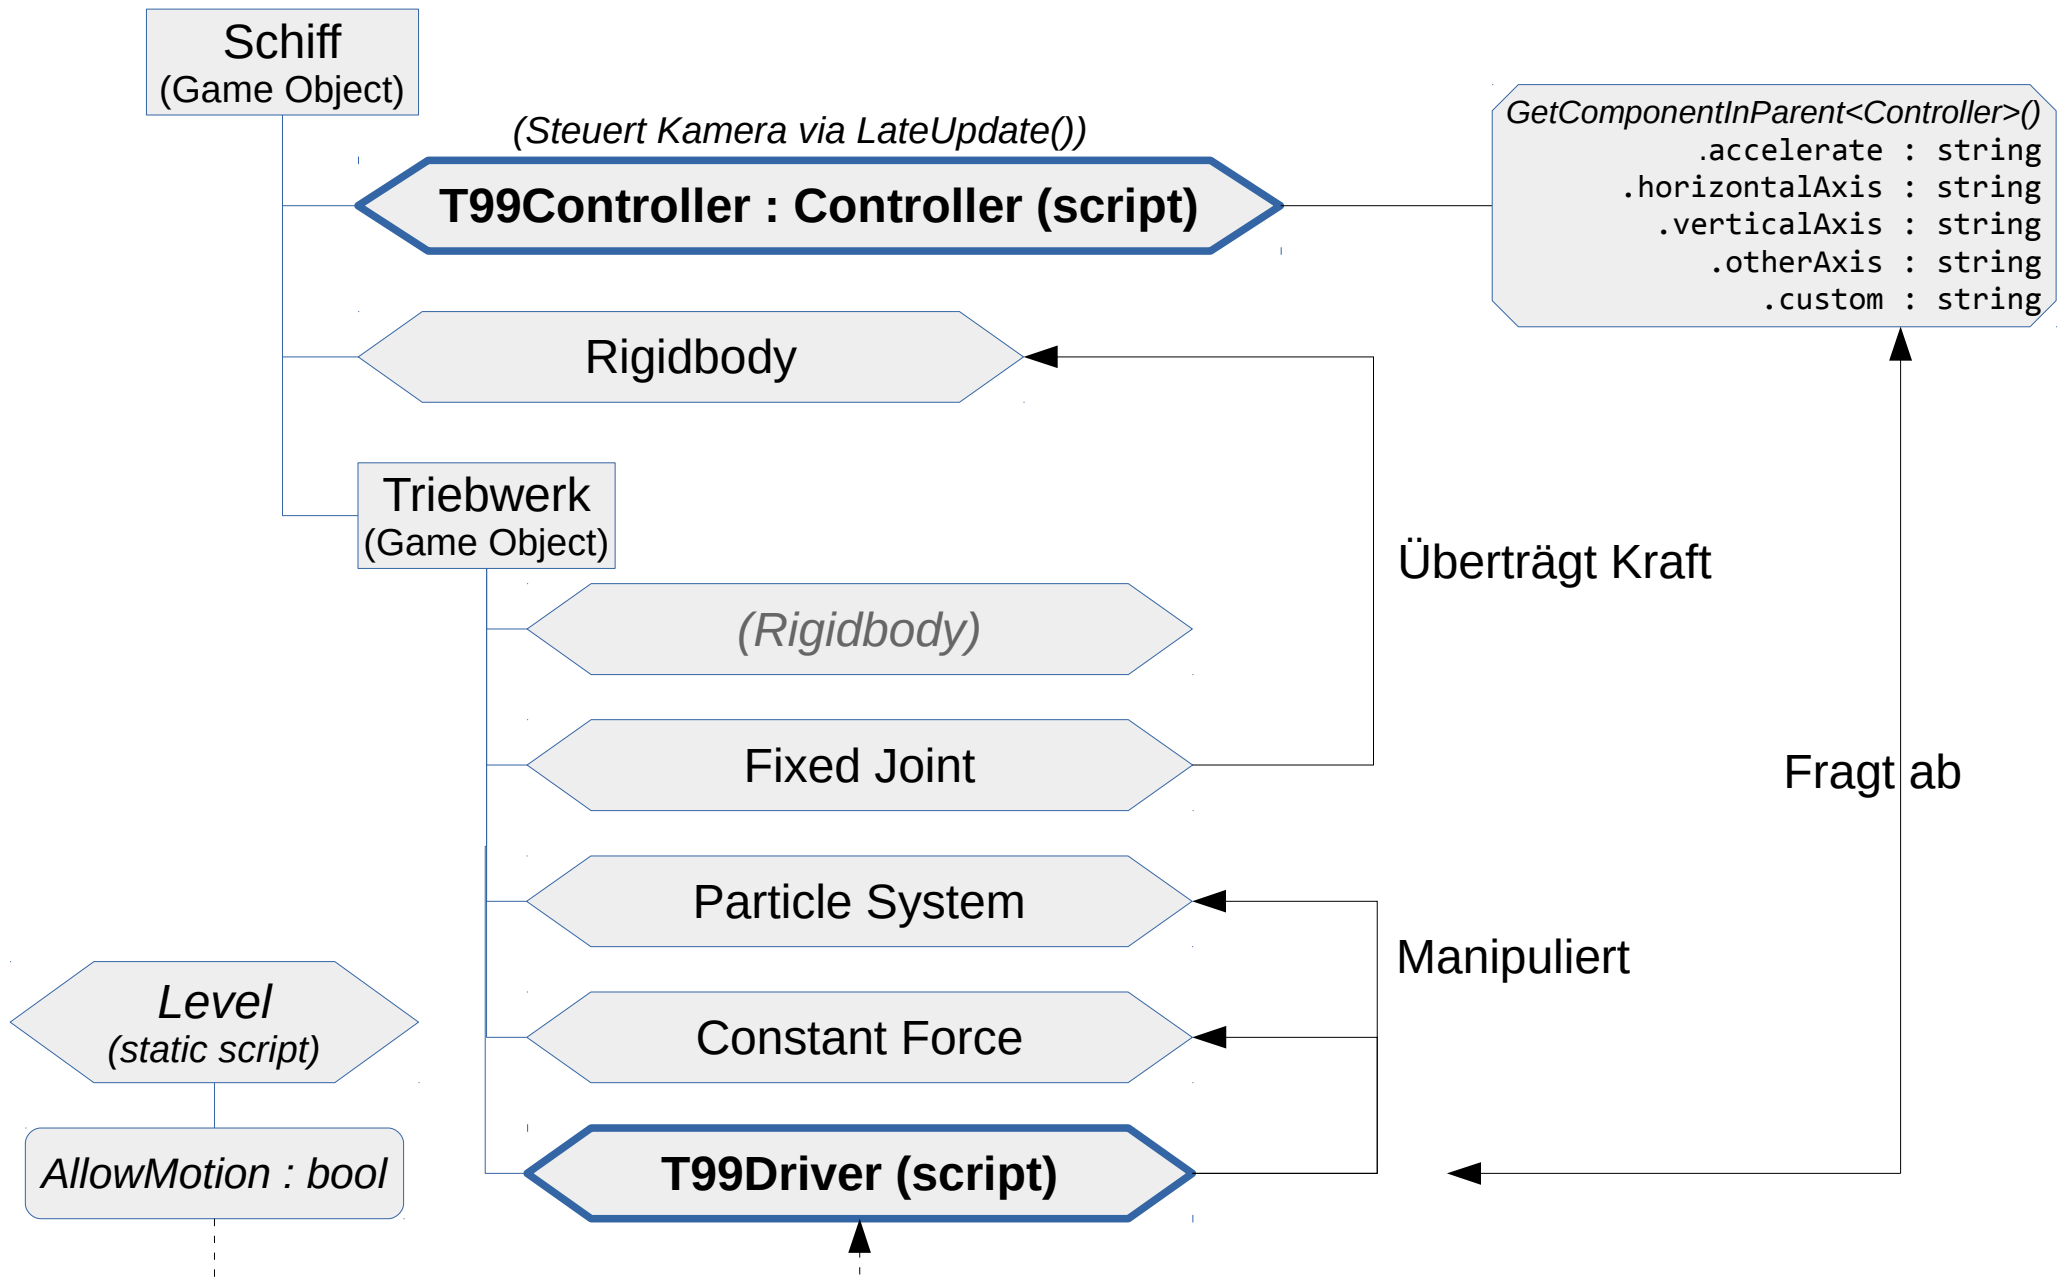 Schiff
(Game Object)
(Steuert Kamera via LateUpdate())
T99Controller : Controller (script)
GetComponentInParent<Controller>()
.accelerate : string
.horizontalAxis : string
.verticalAxis : string
.otherAxis : string
.custom : string
Rigidbody
Triebwerk
(Game Object)
Überträgt Kraft
(Rigidbody)
Fixed Joint
Fragt ab
Particle System
Manipuliert
Level
(static script)
Constant Force
AllowMotion : bool
T99Driver (script)